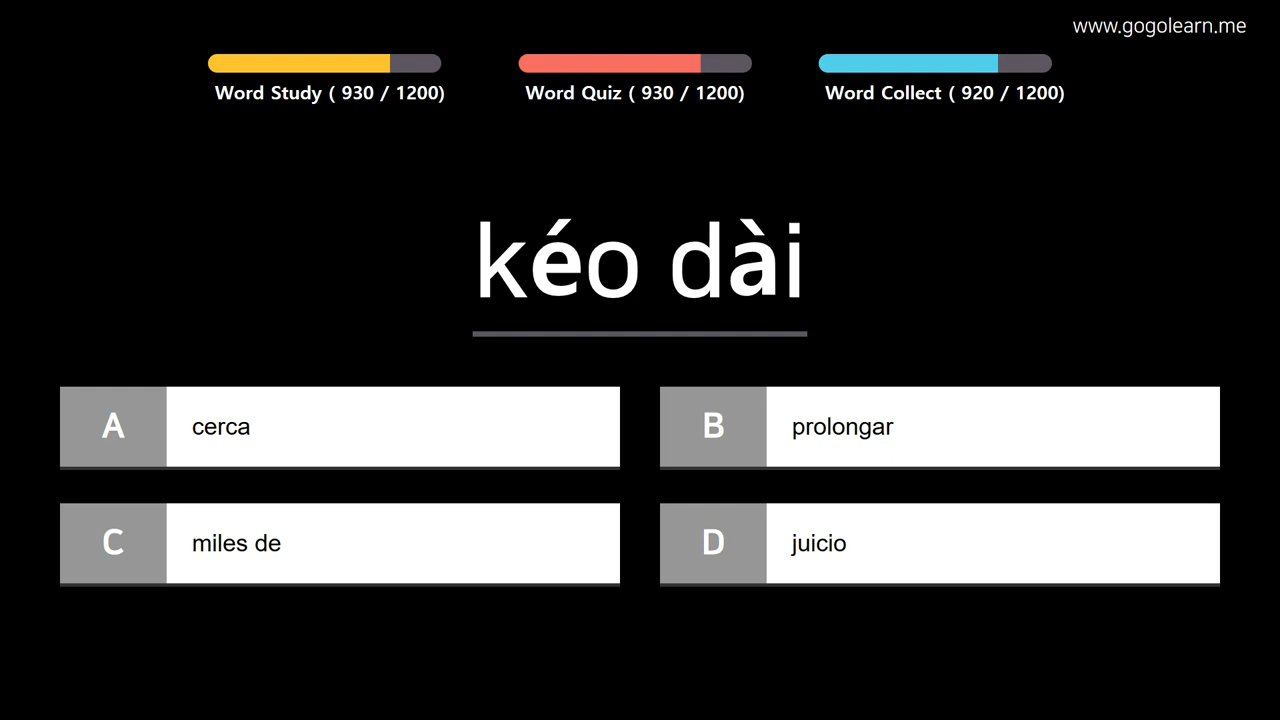 www.gogolearn.me
Word Study ( 930 / 1200)
Word Quiz ( 930 / 1200)
Word Collect ( 920 / 1200)
kéo dài
A cerca
B prolongar
C miles de
D juicio